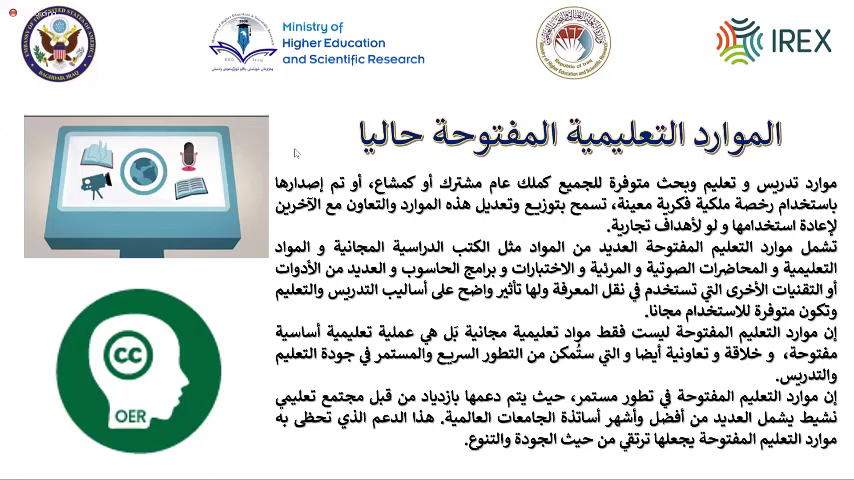 Ministry of
Higher Education
and Scientific Research
IREX
الموارد التعليمية المفتوحة حاليا
موارد تدريس و تعليم وبحث متوفرة للجميع كملك عام مشترك أو كمشاع، أو تم إصدارها
باستخدام رخصة ملكية فكرية معينة، تسمح بتوزيع وتعديل هذه الموارد والتعاون مع الآخرين
لإعادة استخدامها و لو لأهداف تجارية.
تشمل موارد التعليم المفتوحة العديد من المواد مثل الكتب الدراسية المجانية و المواد
التعليمية و المحاضرات الصوتية و المرئية و الاختبارات و برامج الحاسوب و العديد من الأدوات
أو التقنيات الأخرى التي تستخدم في نقل المعرفة ولها تأثير واضح على أساليب التدريس والتعليم
وتكون متوفرة للاستخدام مجانا.
إن موارد التعليم المفتوحة ليست فقط مواد تعليمية مجانية بَل هي عملية تعليمية أساسية
مفتوحة، و خلاقة و تعاونية أيضا و التي ستُمكن من التطور السريع والمستمر في جودة التعليم
والتدريس.
إن موارد التعليم المفتوحة في تطور مستمر، حيث يتم دعمها بازدياد من قبل مجتمع تعليمي
نشيط يشمل العديد من أفضل وأشهر أساتذة الجامعات العالمية. هذا الدعم الذي تحظى به
موارد التعليم المفتوحة يجعلها ترتقي من حيث الجودة والتنوع.
CC
OER